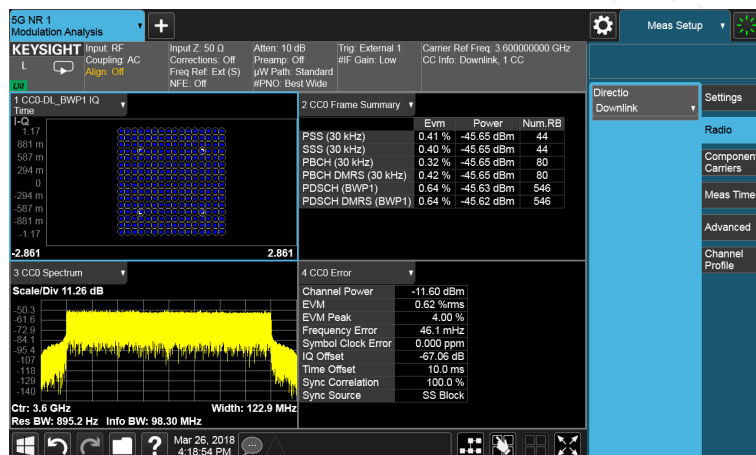 5G NR 1
Modulation Analysis
Meas Setup
KEYSIGHT
L
LXI
Input: RF
Coupling: AC
Align: Off
Input Z: 50 Ω
Corrections: Off
Freq Ref: Ext (S)
NFE: Off
Atten: 10 dB
Preamp: Off
µW Path: Standard
#PNO: Best Wide
Trig: External 1
#IF Gain: Low
Carrier Ref Freq: 3.600000000 GHz
CC Info: Downlink, 1 CC
1 CC0-DL_BWP1 IQ
Time
I-Q
1.17
881 m
587 m
294 m
0
-294 m
-587 m
-881 m
-1.17
-2.861 2.861
2 CC0 Frame Summary
Evm Power Num.RB
PSS (30 kHz) 0.41 % -45.65 dBm 44
SSS (30 kHz) 0.40 % -45.65 dBm 44
PBCH (30 kHz) 0.32 % -45.66 dBm 80
PBCH DMRS (30 kHz) 0.42 % -45.65 dBm 80
PDSCH (BWP1) 0.64 % -45.63 dBm 546
PDSCH DMRS (BWP1) 0.64 % -45.62 dBm 546
3 CC0 Spectrum
Scale/Div 11.26 dB
-50.3
-61.6
-72.9
-84.1
-95.4
-107
-118
-129
-140
Ctr: 3.6 GHz Width: 122.9 MHz
Res BW: 895.2 Hz Info BW: 98.30 MHz
4 CC0 Error
Channel Power -11.60 dBm
EVM 0.62 %rms
EVM Peak 4.00 %
Frequency Error 46.1 mHz
Symbol Clock Error 0.000 ppm
IQ Offset -67.06 dB
Time Offset 10.0 ms
Sync Correlation 100.0 %
Sync Source SS Block
Directio
Downlink
Settings
Radio
Component
Carriers
Meas Time
Advanced
Channel
Profile
?
Mar 26, 2018
4:18:54 PM